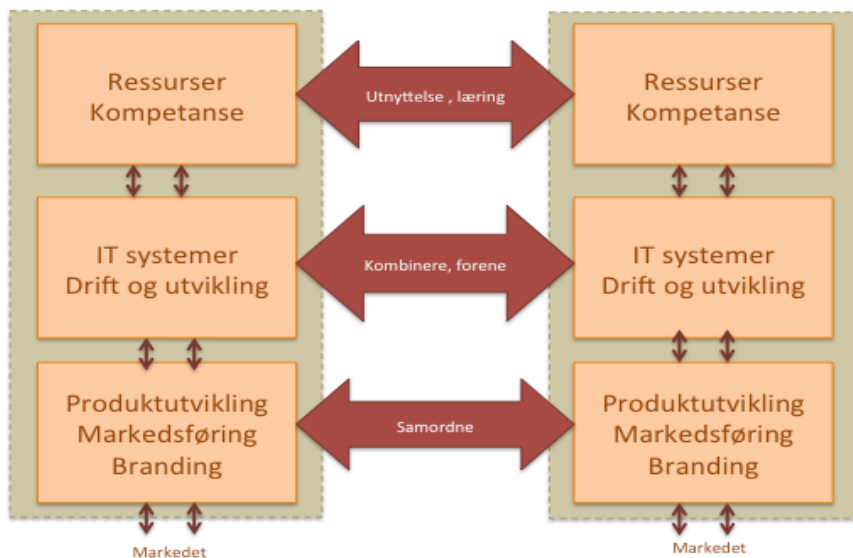 Ressurser
Kompetanse
Utnyttelse , læring
Ressurser
Kompetanse
IT systemer
Drift og utvikling
Kombinere, forene
IT systemer
Drift og utvikling
Produktutvikling
Markedsføring
Branding
Samordne
Produktutvikling
Markedsføring
Branding
Markedet
Markedet